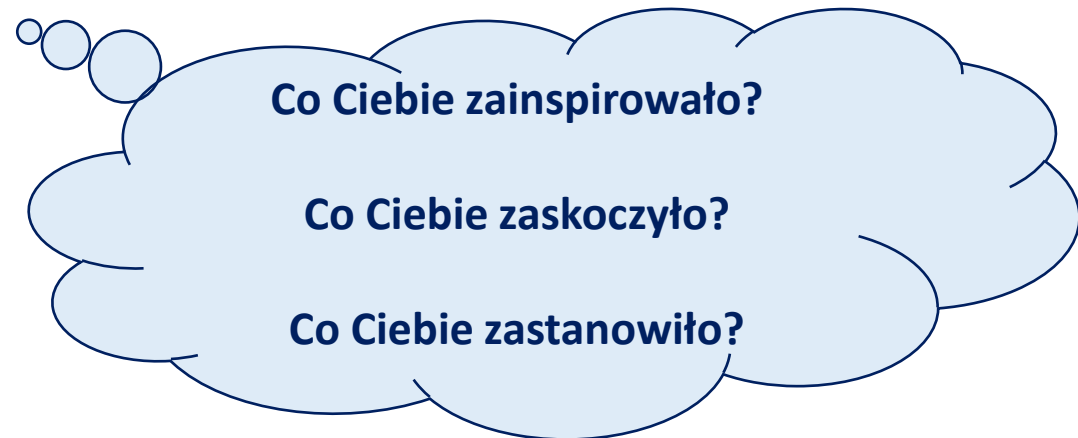 Co Ciebie zainspirowało?
Co Ciebie zaskoczyło?
Co Ciebie zastanowiło?